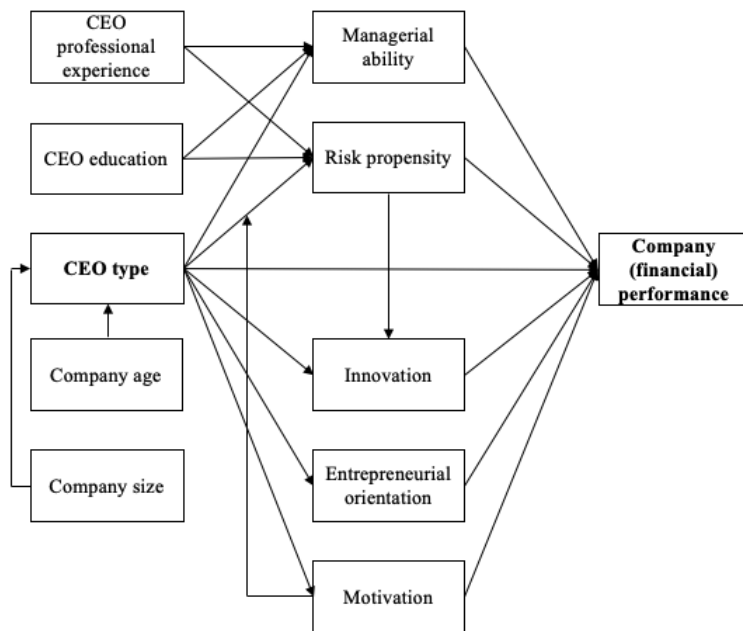 CEO
professional
experience
Managerial
ability
CEO education
Risk propensity
CEO type
Company
(financial)
performance
Company age
Innovation
Company size
Entrepreneurial
orientation
Motivation